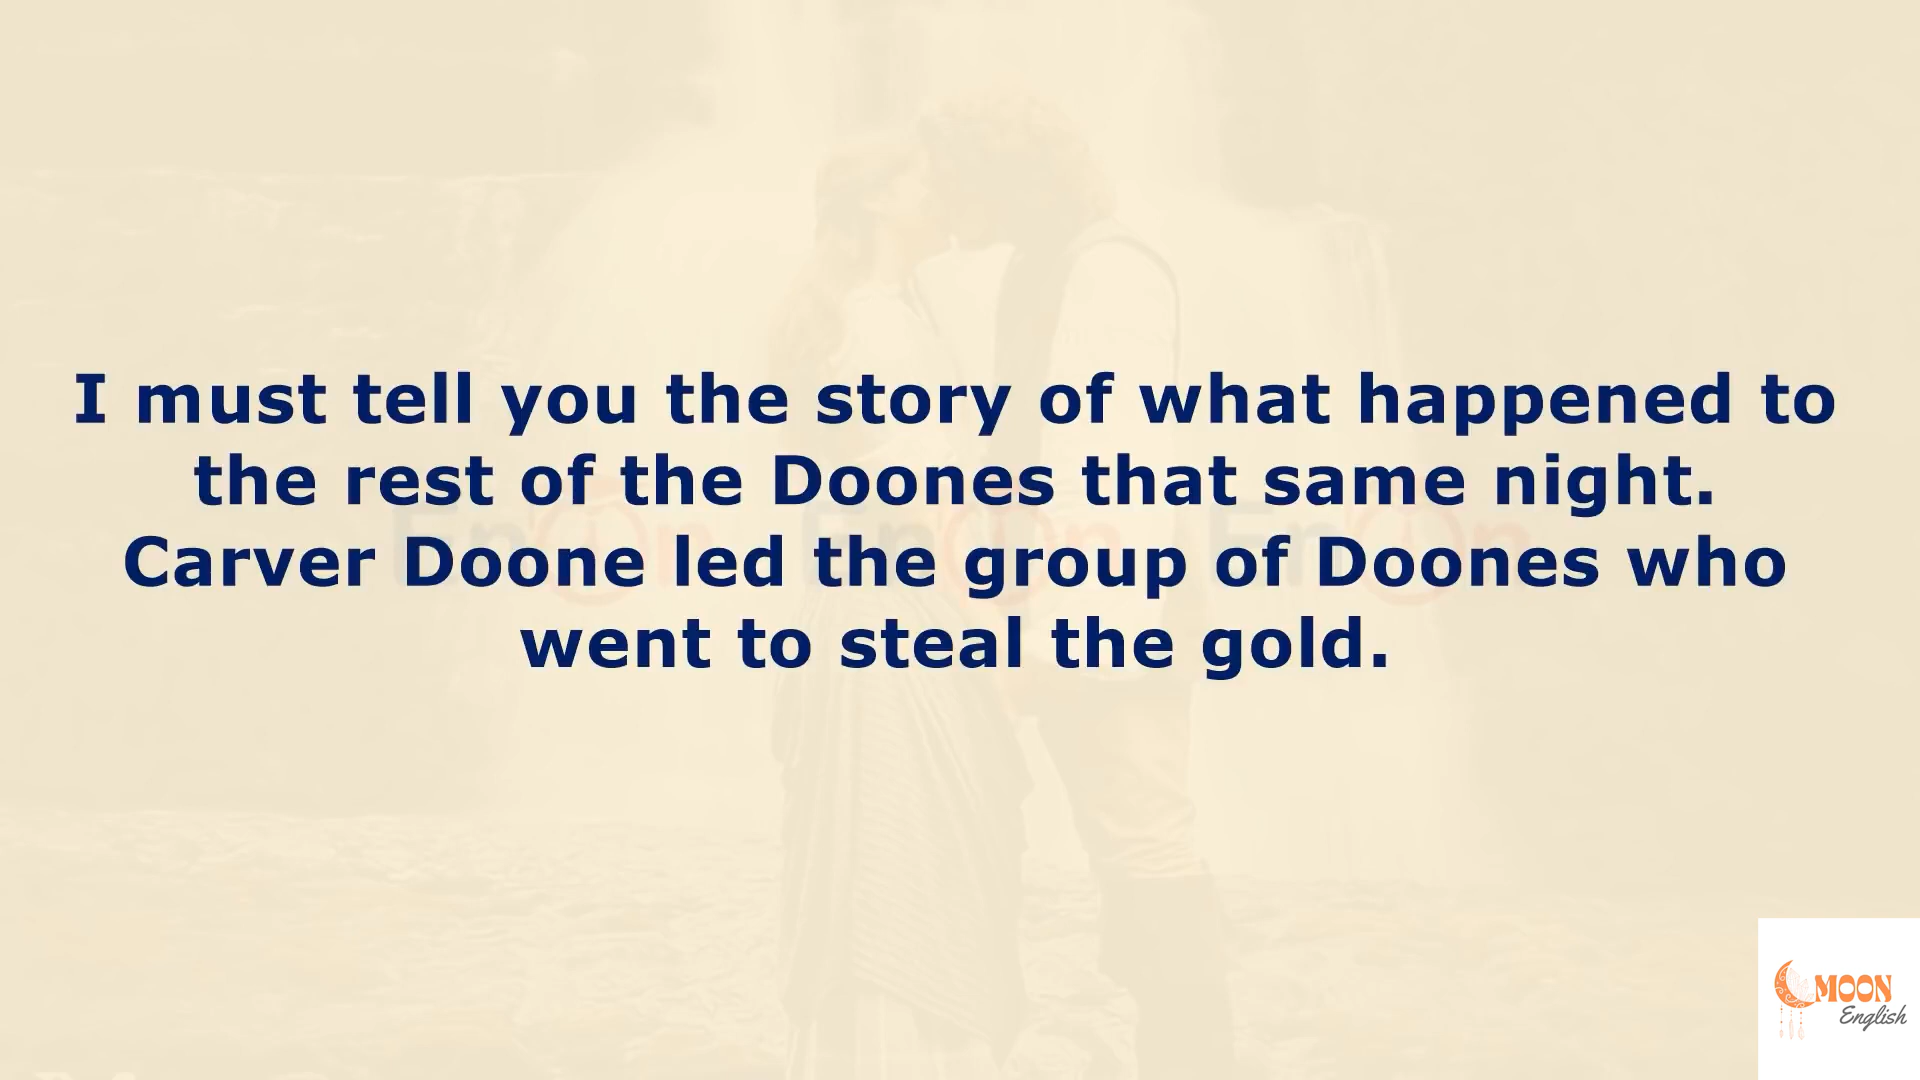 I must tell you the story of what happened to
the rest of the Doones that same night.
Carver Doone led the group of Doones who
went to steal the gold.
MOON
English